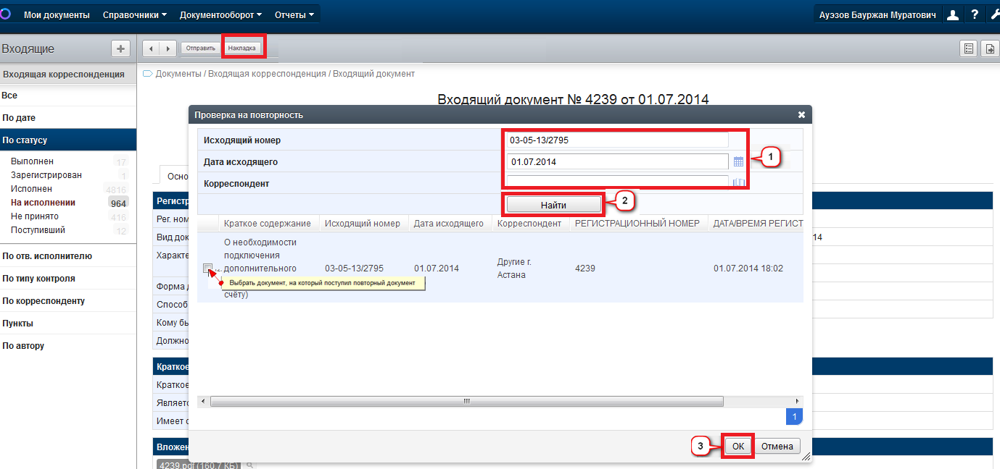 Мои документы Справочники Документооборот Отчеты Ауэзов Бауржан Муратович ?
Входящие + Отправить Накладка
Входящая корреспонденция
Документы / Входящая корреспонденция / Входящий документ
Все
Входящий документ № 4239 от 01.07.2014
По дате
Проверка на повторность
По статусу
Исходящий номер 03-05-13/2795
1
Выполнен 17
Дата исходящего 01.07.2014
Зарегистрирован 1
Осно
Исполнен 4816
Корреспондент
На исполнении 964
Регистр
Найти
2
Не принято 416
Рег. ном
Поступивший 12
Краткое содержание Исходящий номер Дата исходящего Корреспондент РЕГИСТРАЦИОННЫЙ НОМЕР ДАТА/ВРЕМЯ РЕГИСТ
Вид док
14
О необходимости
подключения
дополнительного
03-05-13/2795 01.07.2014
Другие г.
Астана
4239 01.07.2014 18:02
Выбрать документ, на который поступил повторный документ
счёту)
По отв. исполнителю
Характе
По типу контроля
Форма д
По корреспонденту
Способ
Пункты
Кому бы
По автору
Должно
Краткое
Краткое
Являетс
Имеет с
1
Вложен
3
ОК Отмена
4239.pdf (160,7 КБ)